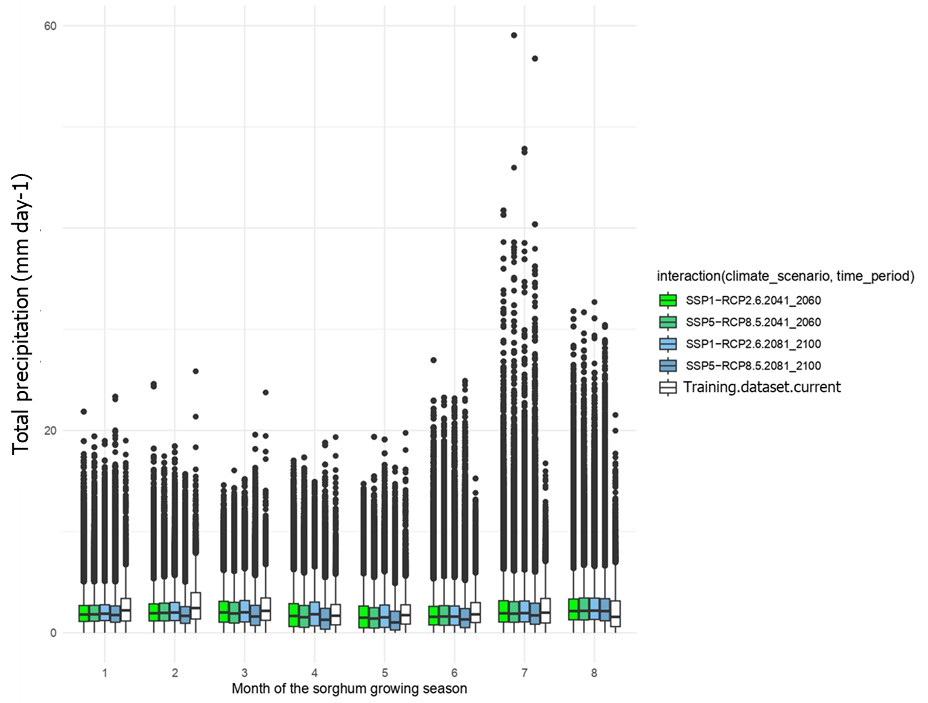 60
20
0
Total precipitation (mm day-1)
1 2 3 4 5 6 7 8
Month of the sorghum growing season
interaction(climate_scenario, time_period)
SSP1-RCP2.6.2041_2060
SSP5-RCP8.5.2041_2060
SSP1-RCP2.6.2081_2100
SSP5-RCP8.5.2081_2100
Training.dataset.current